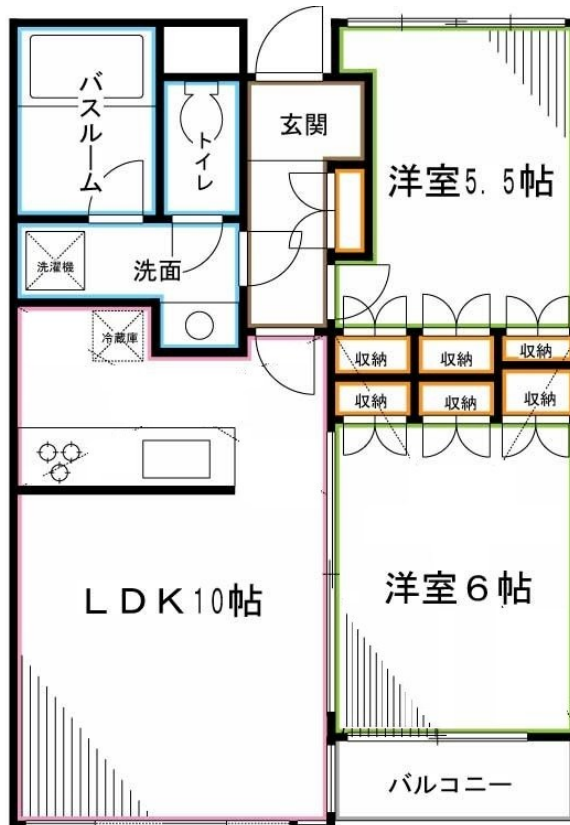 バスルーム
トイレ
玄関
洋室5.5帖
洗濯機
洗面
冷蔵庫
収納
収納
収納
収納
収納
収納
LDK10帖
洋室6帖
バルコニー